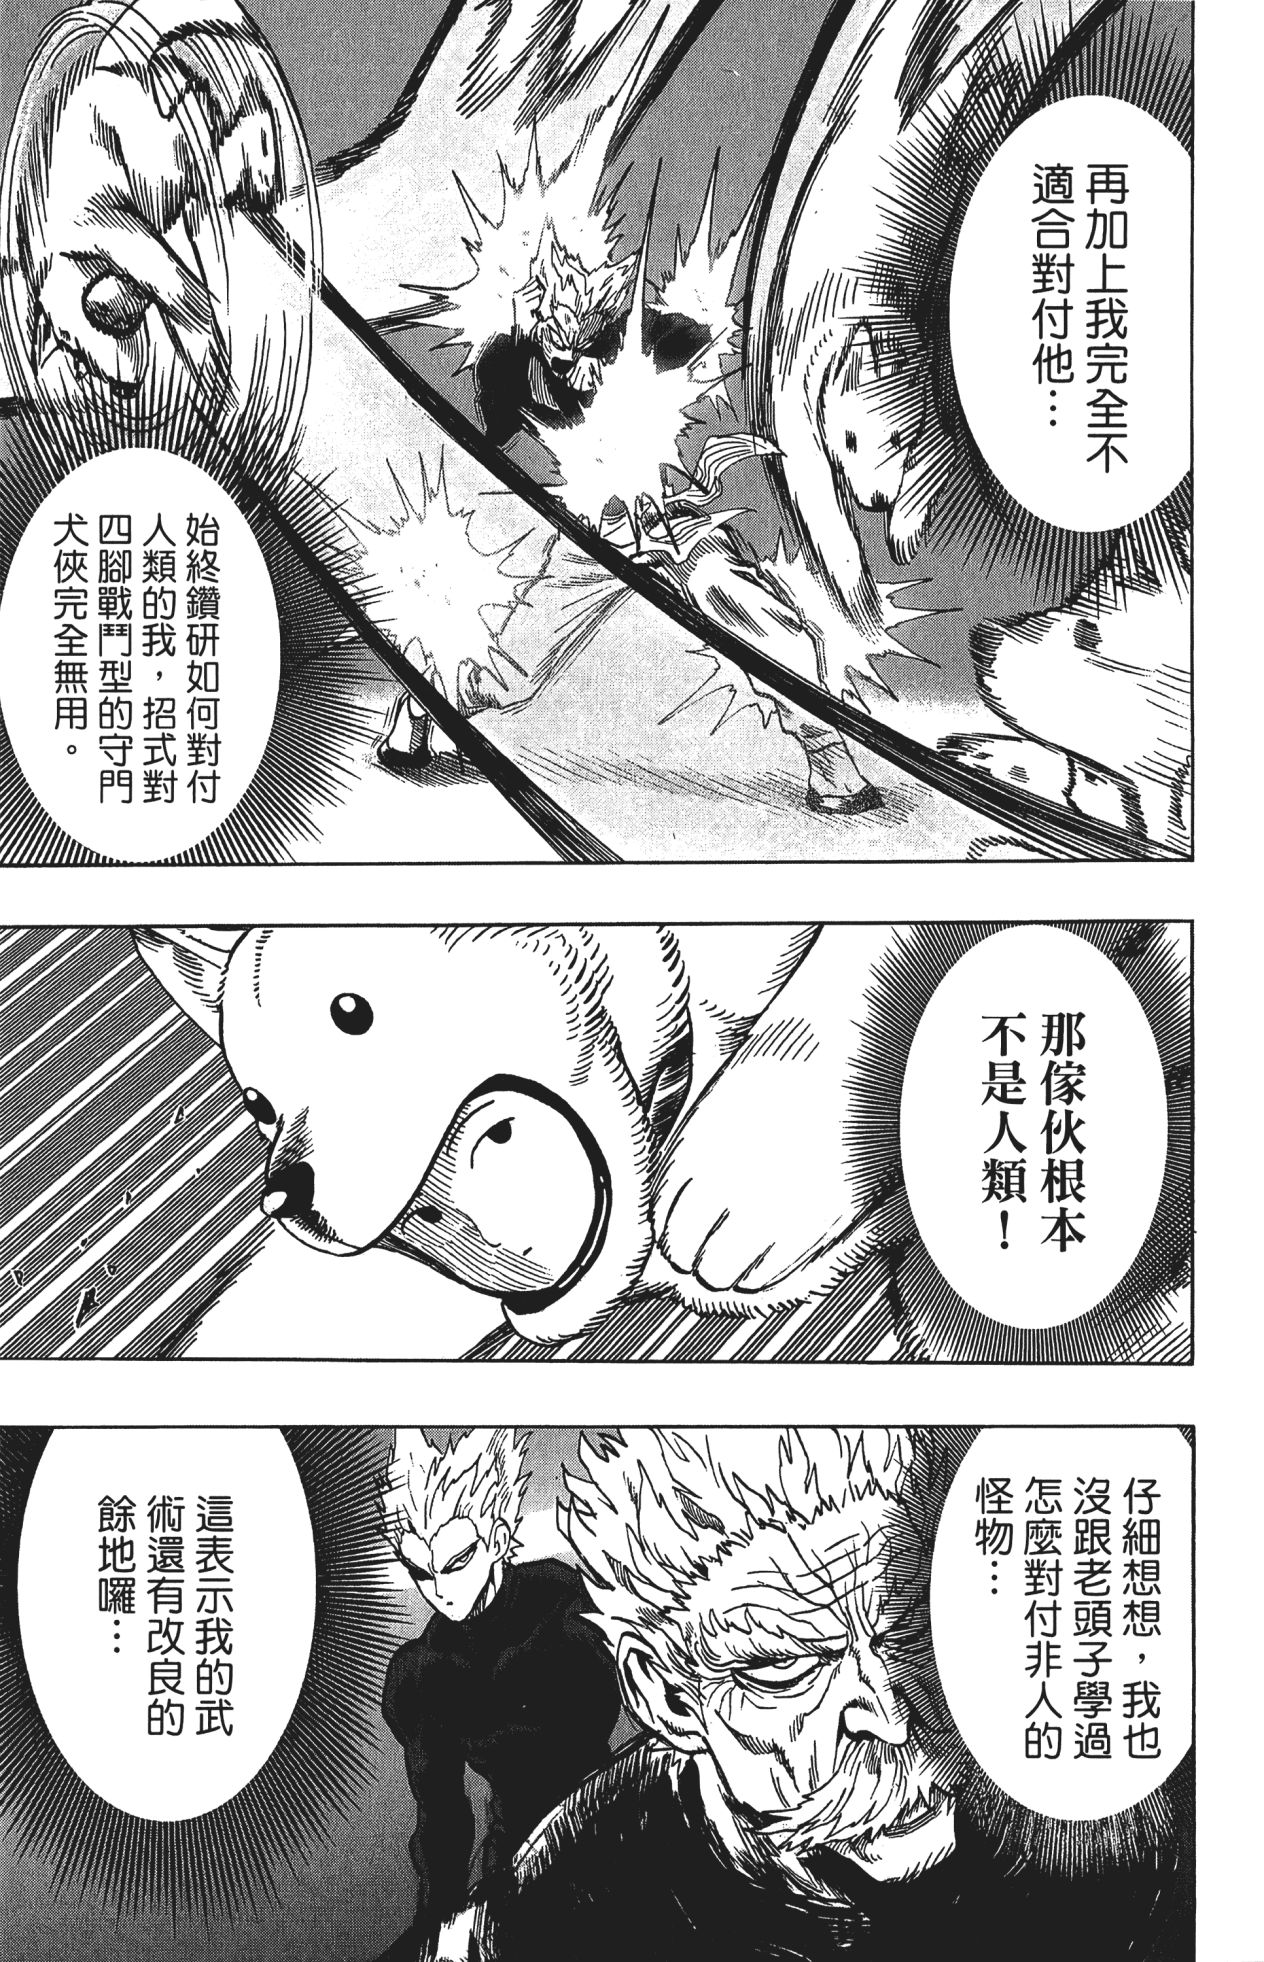 再加上我完全不
適合對付他…
始終鑽研如何對付
人類的我，招式對
四腳戰鬥型的守門
犬俠完全無用。
那傢伙根本
不是人類！
仔細想想，我也
沒跟老頭子學過
怎麼對付非人的
怪物…
這表示我的武
術還有改良的
餘地囉…